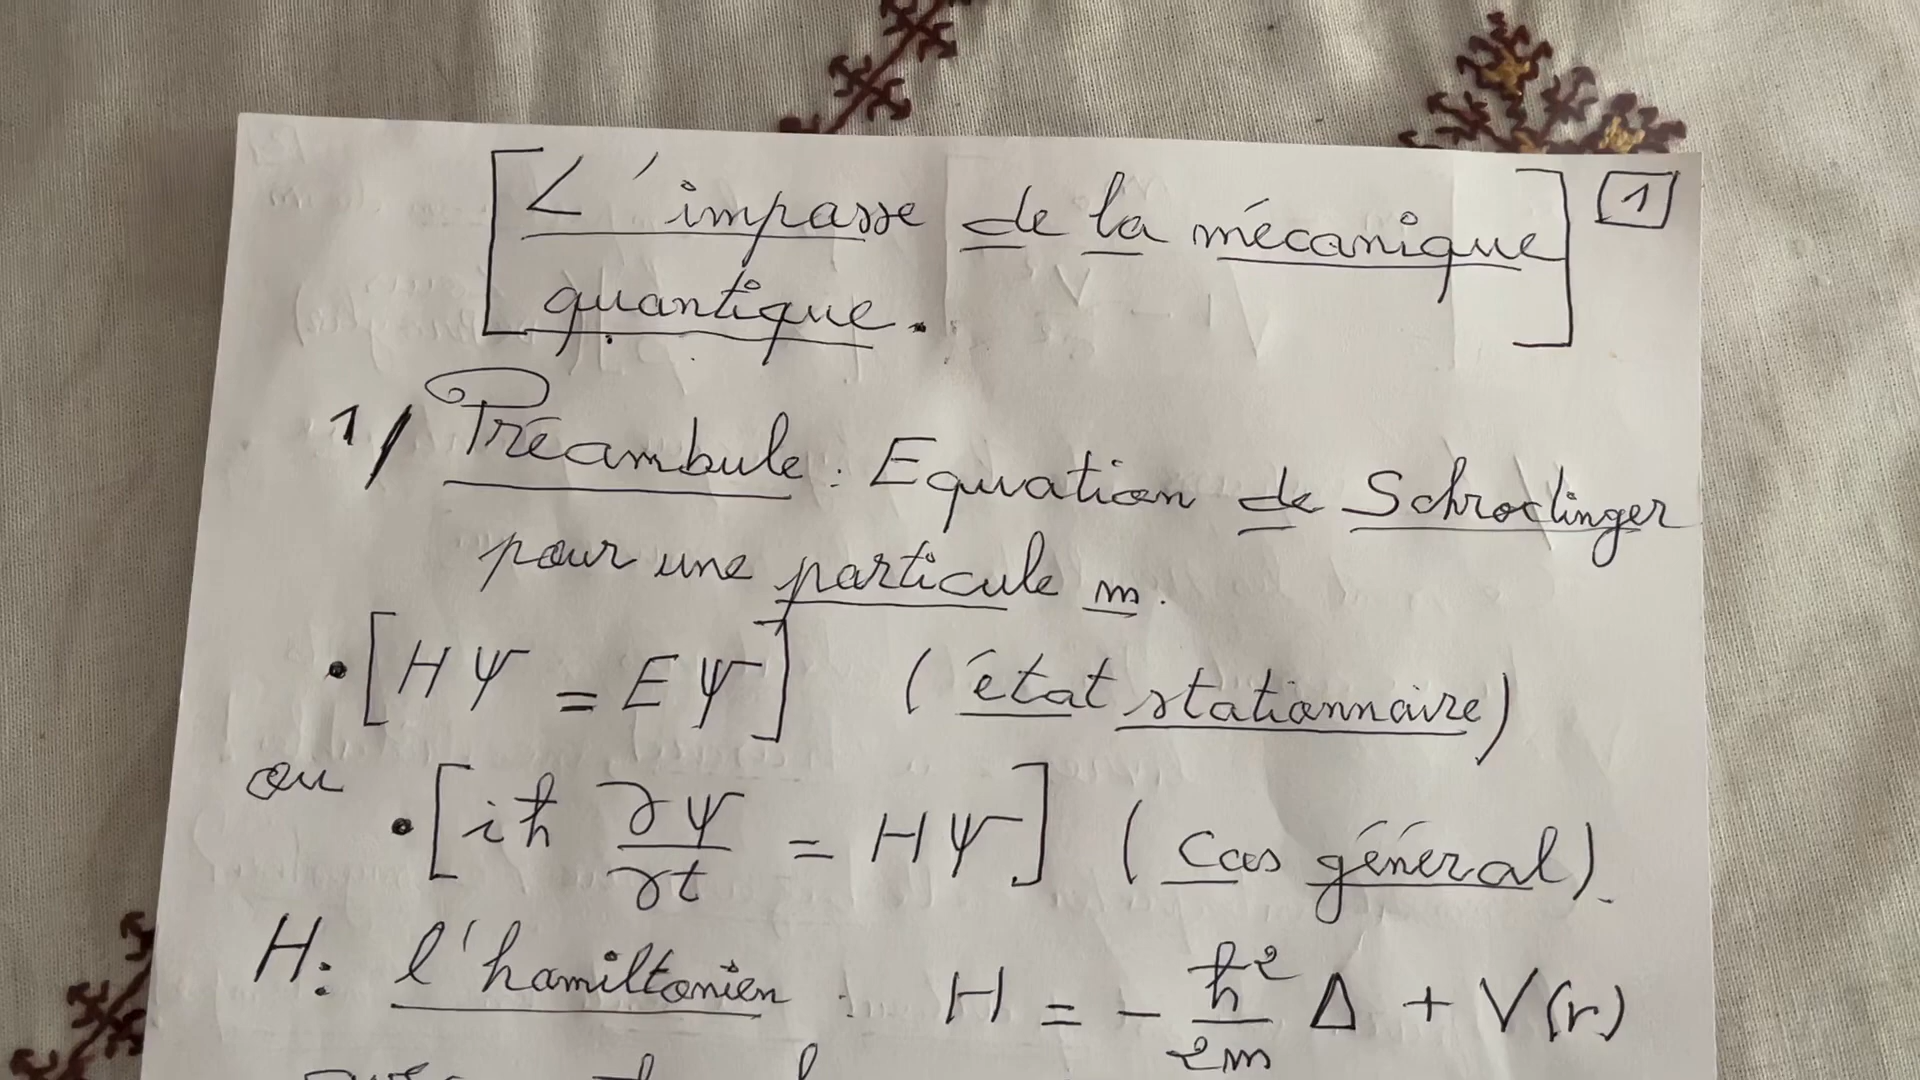 [L'impasse de la mécanique] 1
quantique.
1/ Préambule : Equation de Schrodinger
pour une particule m.
• [HΨ = EΨ] (état stationnaire)
ou • [iħ ∂Ψ/∂t = HΨ] (Cas général).
H: l'hamiltonien : H = - ħ²/2m Δ + V(r)